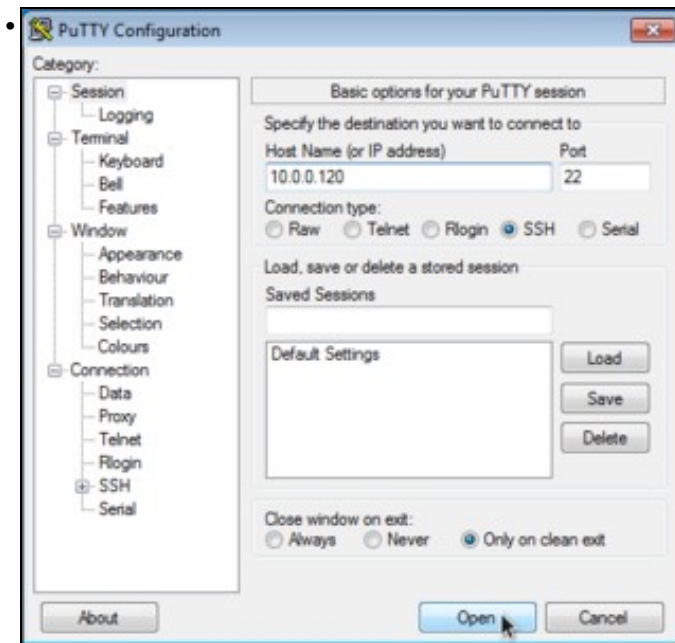 PuTTY Configuration
Category:
Session
Logging
Terminal
Keyboard
Bell
Features
Window
Appearance
Behaviour
Translation
Selection
Colours
Connection
Data
Proxy
Telnet
Rlogin
SSH
Serial
Basic options for your PuTTY session
Specify the destination you want to connect to
Host Name (or IP address) Port
10.0.0.120 22
Connection type:
Raw Telnet Rlogin SSH Serial
Load, save or delete a stored session
Saved Sessions
Default Settings
Load
Save
Delete
Close window on exit:
Always Never Only on clean exit
About Open Cancel